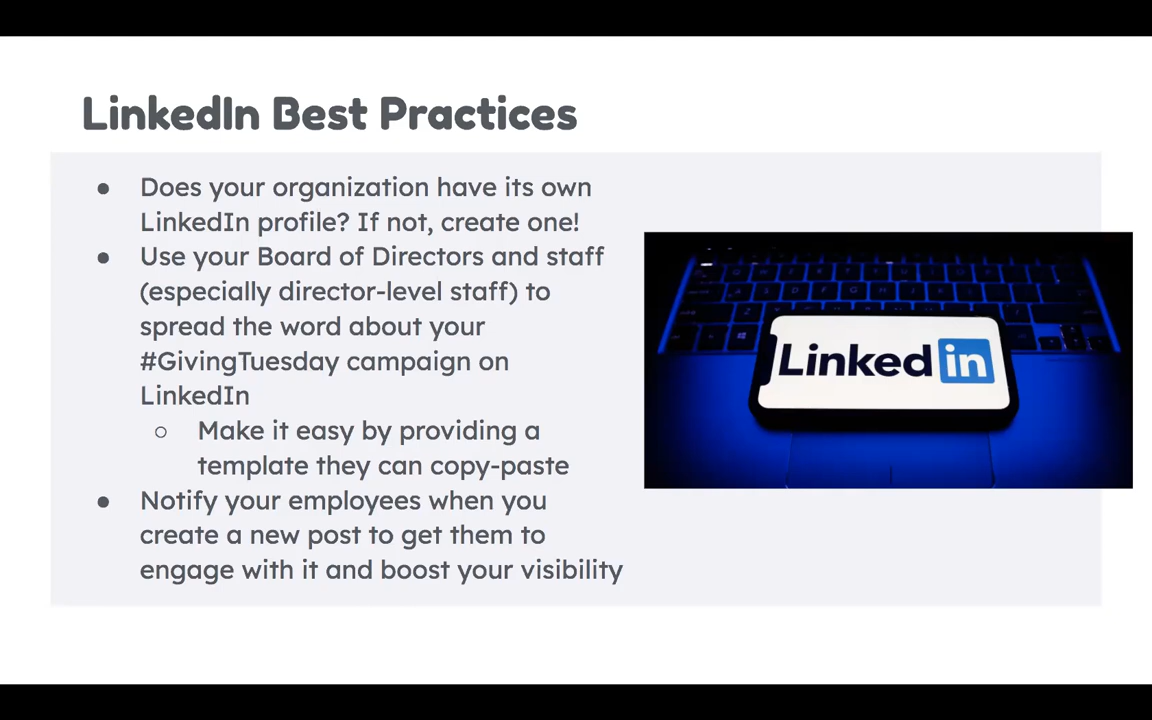 LinkedIn Best Practices
● Does your organization have its own
LinkedIn profile? If not, create one!
● Use your Board of Directors and staff
(especially director-level staff) to
spread the word about your
#GivingTuesday campaign on
LinkedIn
○ Make it easy by providing a
template they can copy-paste
● Notify your employees when you
create a new post to get them to
engage with it and boost your visibility
Linked in